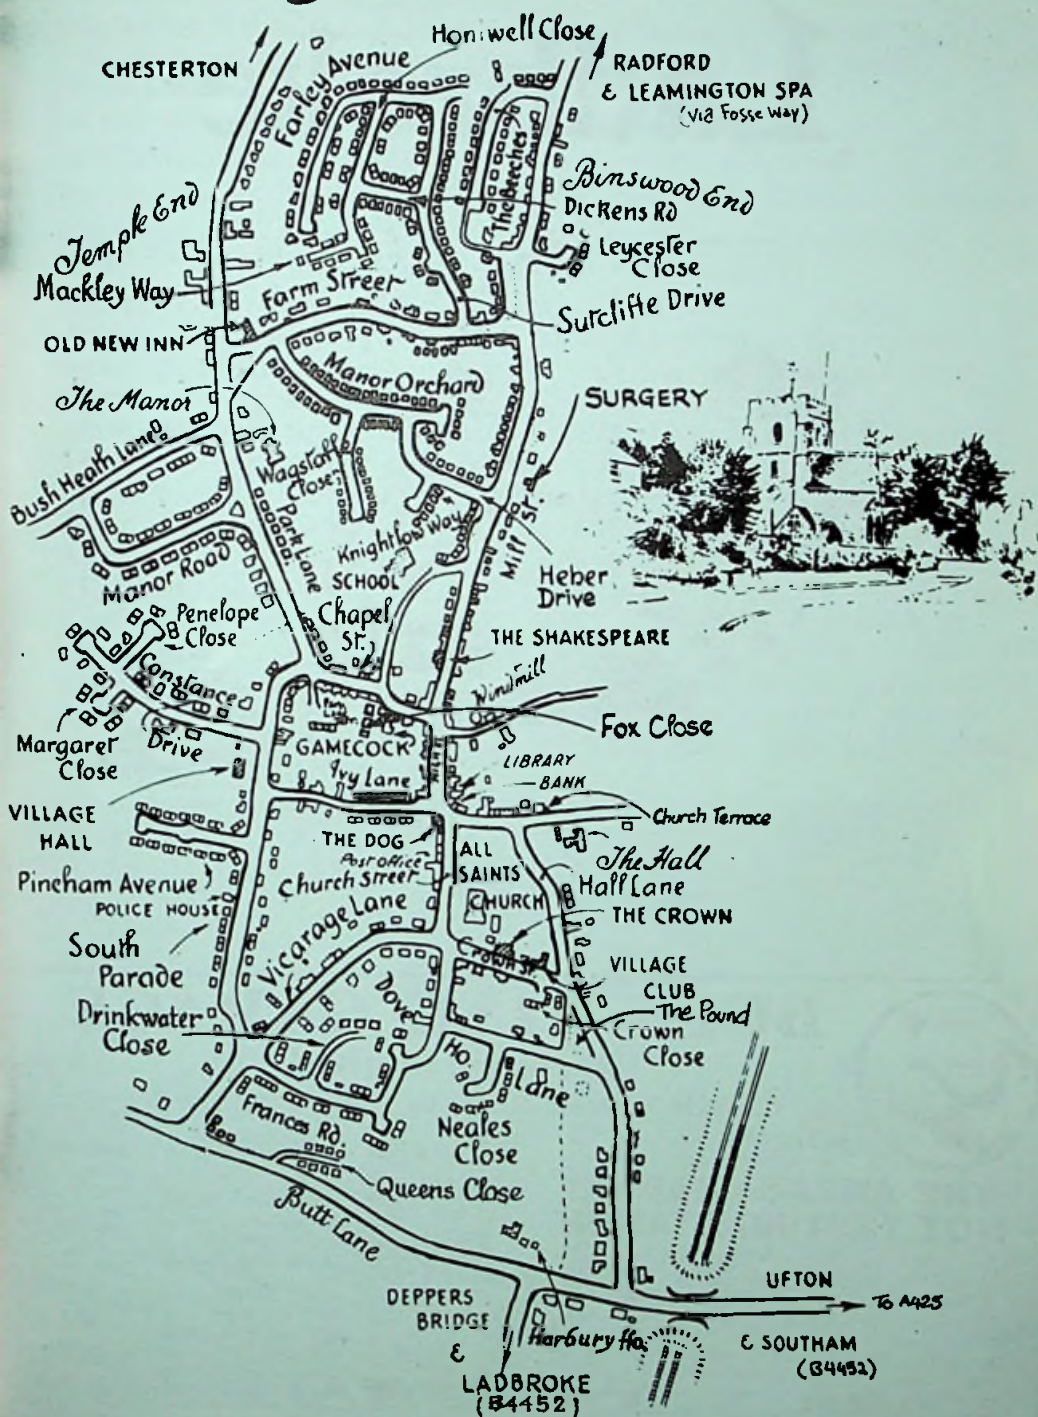 Honiwell Close
CHESTERTON
Farley Avenue
RADFORD
& LEAMINGTON SPA
(Via Fosse Way)
The Beeches
Binswood End
Dickens Rd
Temple End
Leycester
Close
Mackley Way
Farm Street
Sutcliffe Drive
OLD NEW INN
Manor Orchard
The Manor
SURGERY
Bush Heath Lane
Wagstaff
Close
Park Lane
Knightlow Way
Mill St.
Manor Road
SCHOOL
Heber
Drive
Penelope
Close
Chapel
St.
THE SHAKESPEARE
Constance
Drive
Windmill
Margaret
Close
GAMECOCK
Fox Close
Ivy Lane
LIBRARY
BANK
VILLAGE
HALL
THE DOG
Church Terrace
Post office
ALL
SAINTS
CHURCH
Church Street
The Hall
Hall Lane
Pincham Avenue
POLICE HOUSE
THE CROWN
Vicarage Lane
South
Parade
Crown St.
VILLAGE
CLUB
The Pound
Drinkwater
Close
Dovehо.
Lane
Crown
Close
Frances Rd.
Neales
Close
Queens Close
Butt Lane
UFTON
To A425
DEPPERS
BRIDGE
&
LADBROKE
(B4452)
Harbury Ho.
& SOUTHAM
(B4452)